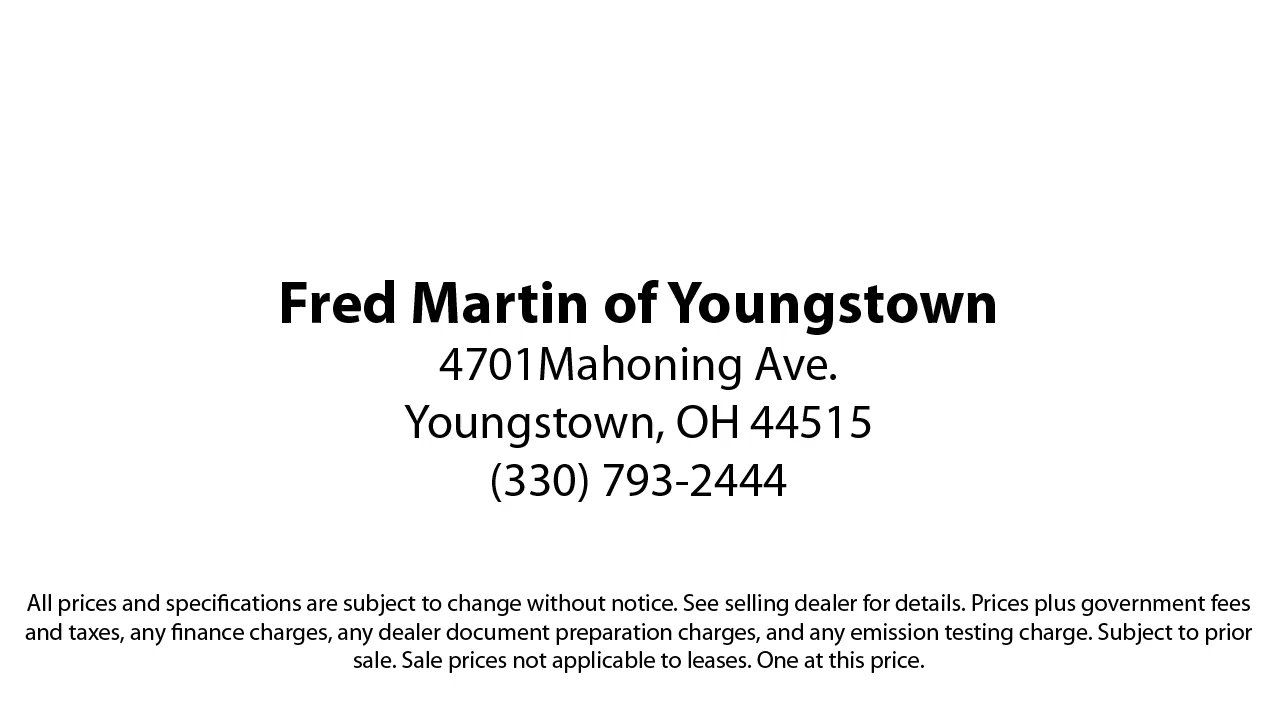 Fred Martin of Youngstown
4701Mahoning Ave.
Youngstown, OH 44515
(330) 793-2444
All prices and specifications are subject to change without notice. See selling dealer for details. Prices plus government fees
and taxes, any finance charges, any dealer document preparation charges, and any emission testing charge. Subject to prior
sale. Sale prices not applicable to leases. One at this price.